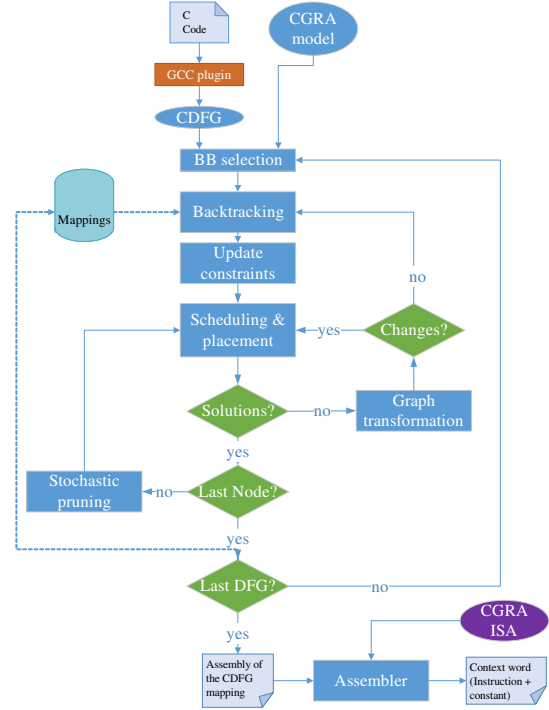 C
Code
CGRA
model
GCC plugin
CDFG
BB selection
Mappings
Backtracking
Update
constraints
no
Scheduling &
placement
yes
Changes?
Solutions?
no
Graph
transformation
yes
Stochastic
pruning
no
Last Node?
yes
Last DFG?
no
yes
CGRA
ISA
Assembly of
the CDFG
mapping
Assembler
Context word
(Instruction +
constant)